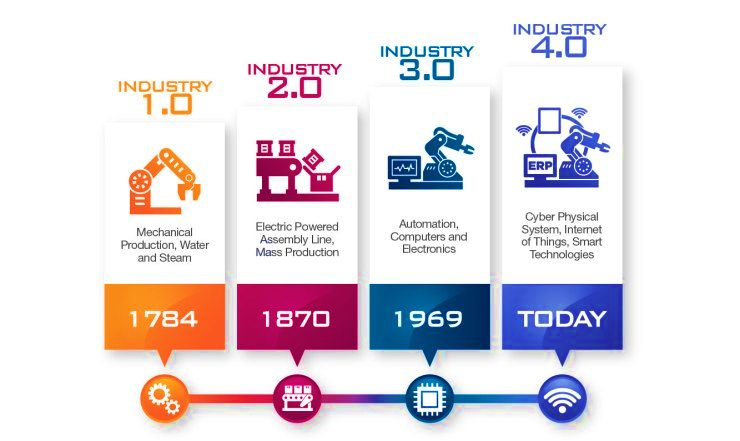 INDUSTRY
1.0
Mechanical
Production, Water
and Steam
1784
INDUSTRY
2.0
Electric Powered
Assembly Line,
Mass Production
1870
INDUSTRY
3.0
Automation,
Computers and
Electronics
1969
INDUSTRY
4.0
ERP
Cyber Physical
System, Internet
of Things, Smart
Technologies
TODAY